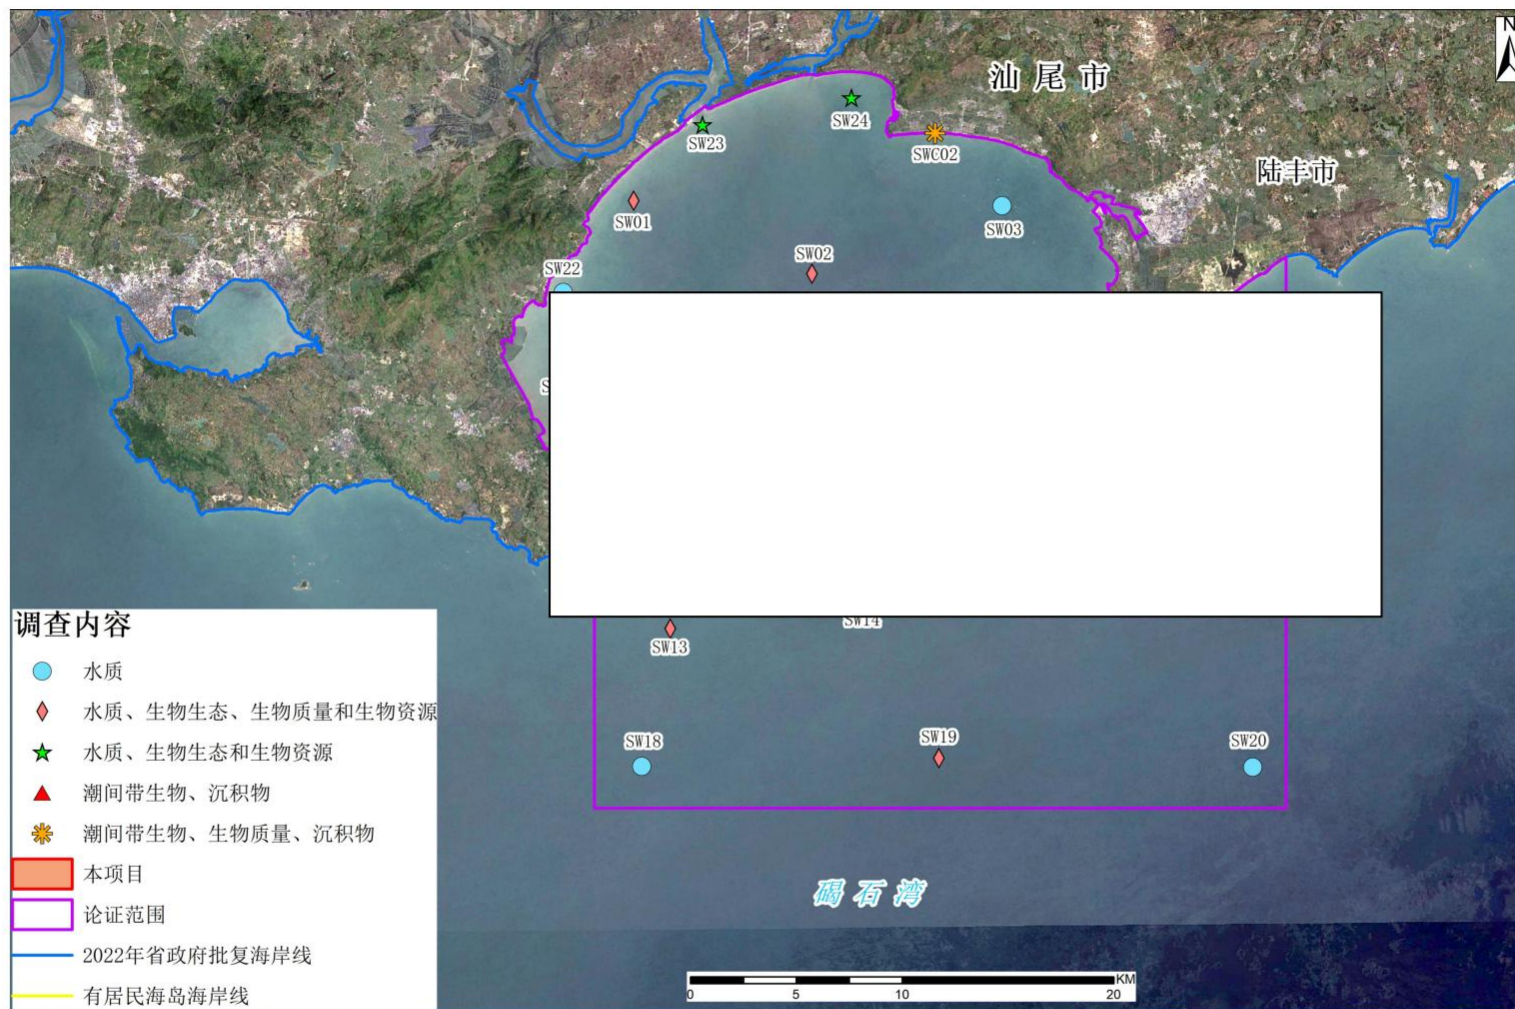 N
汕尾市
SW24
SW23
SWC02
陆丰市
SW01
SW03
SW02
SW22
SW14
SW13
SW18
SW19
SW20
碣石湾
调查内容
水质
水质、生物生态、生物质量和生物资源
水质、生物生态和生物资源
潮间带生物、沉积物
潮间带生物、生物质量、沉积物
本项目
论证范围
2022年省政府批复海岸线
有居民海岛海岸线
KM
0 5 10 20